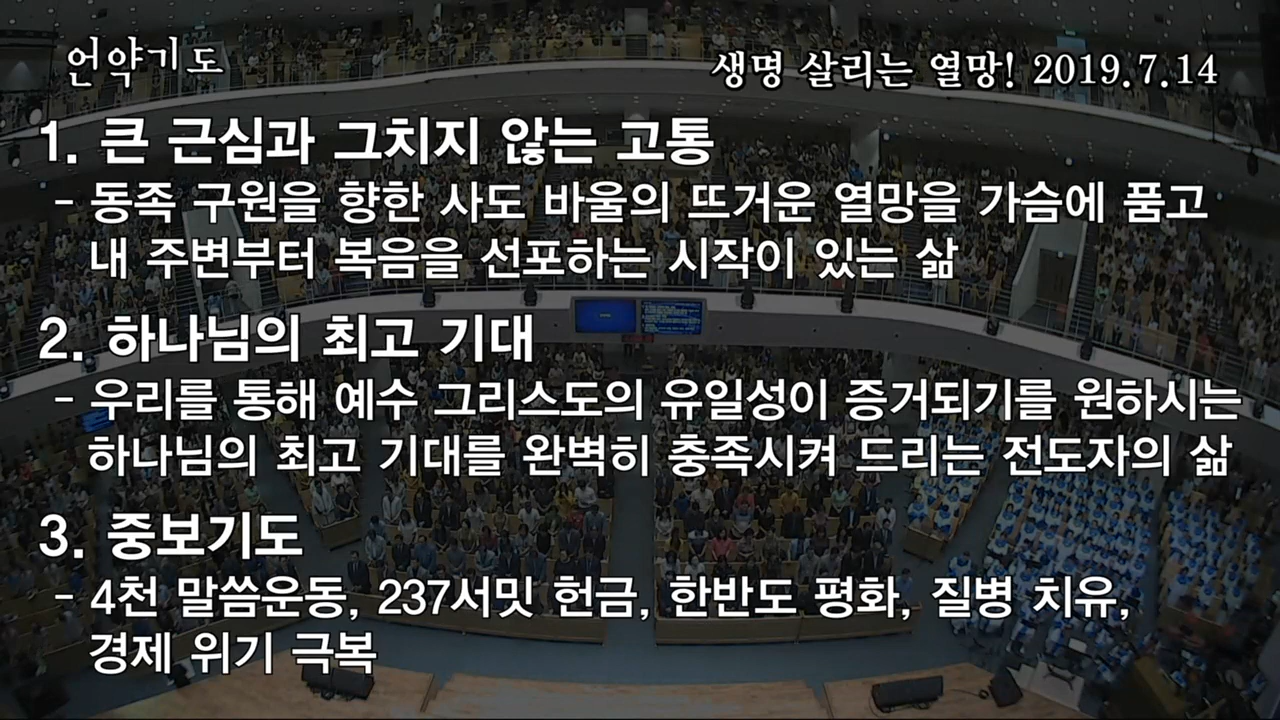 언약기도
생명 살리는 열망! 2019.7.14
1. 큰 근심과 그치지 않는 고통
- 동족 구원을 향한 사도 바울의 뜨거운 열망을 가슴에 품고
내 주변부터 복음을 선포하는 시작이 있는 삶
2. 하나님의 최고 기대
- 우리를 통해 예수 그리스도의 유일성이 증거되기를 원하시는
하나님의 최고 기대를 완벽히 충족시켜 드리는 전도자의 삶
3. 중보기도
- 4천 말씀운동, 237서밋 헌금, 한반도 평화, 질병 치유,
경제 위기 극복